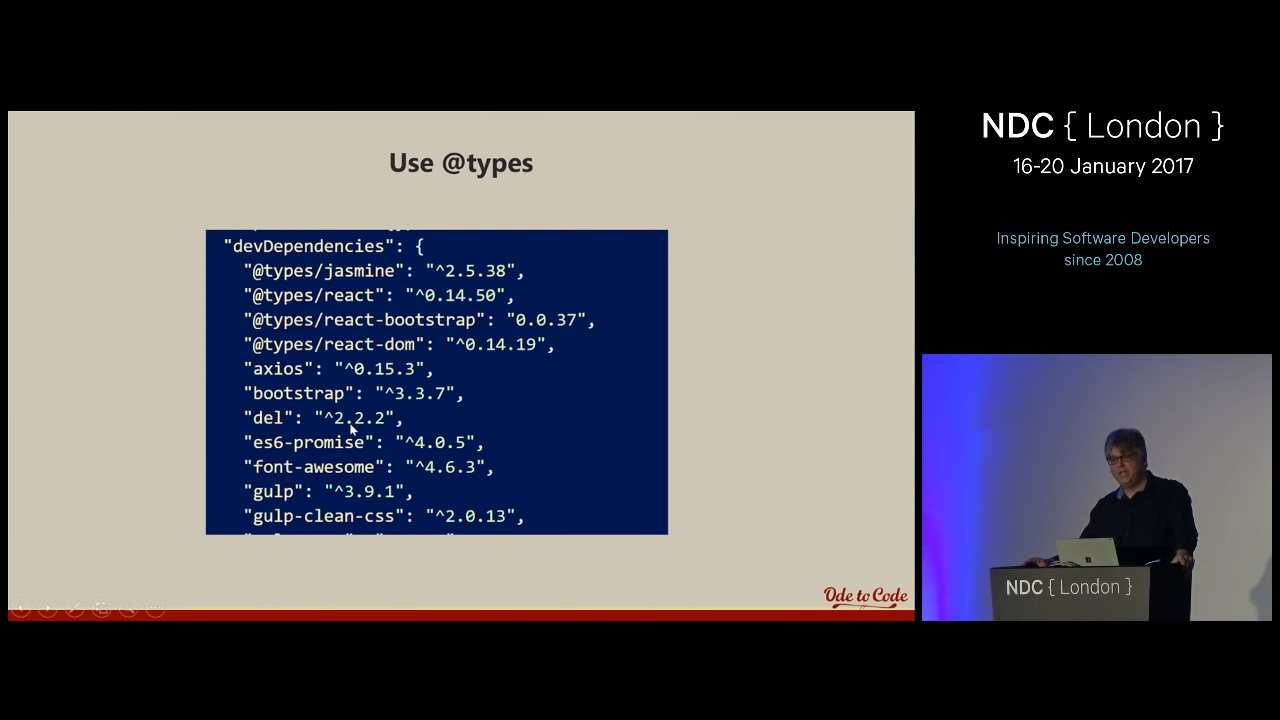 Use @types
"devDependencies": {
"@types/jasmine": "^2.5.38",
"@types/react": "^0.14.50",
"@types/react-bootstrap": "0.0.37",
"@types/react-dom": "^0.14.19",
"axios": "^0.15.3",
"bootstrap": "^3.3.7",
"del": "^2.2.2",
"es6-promise": "^4.0.5",
"font-awesome": "^4.6.3",
"gulp": "^3.9.1",
"gulp-clean-css": "^2.0.13",
Ode to Code
NDC { London }
16-20 January 2017
Inspiring Software Developers
since 2008
NDC { London }